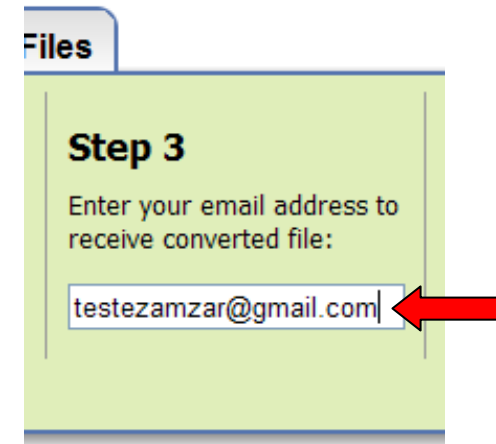 Files
Step 3
Enter your email address to
receive converted file:
testezamzar@gmail.com